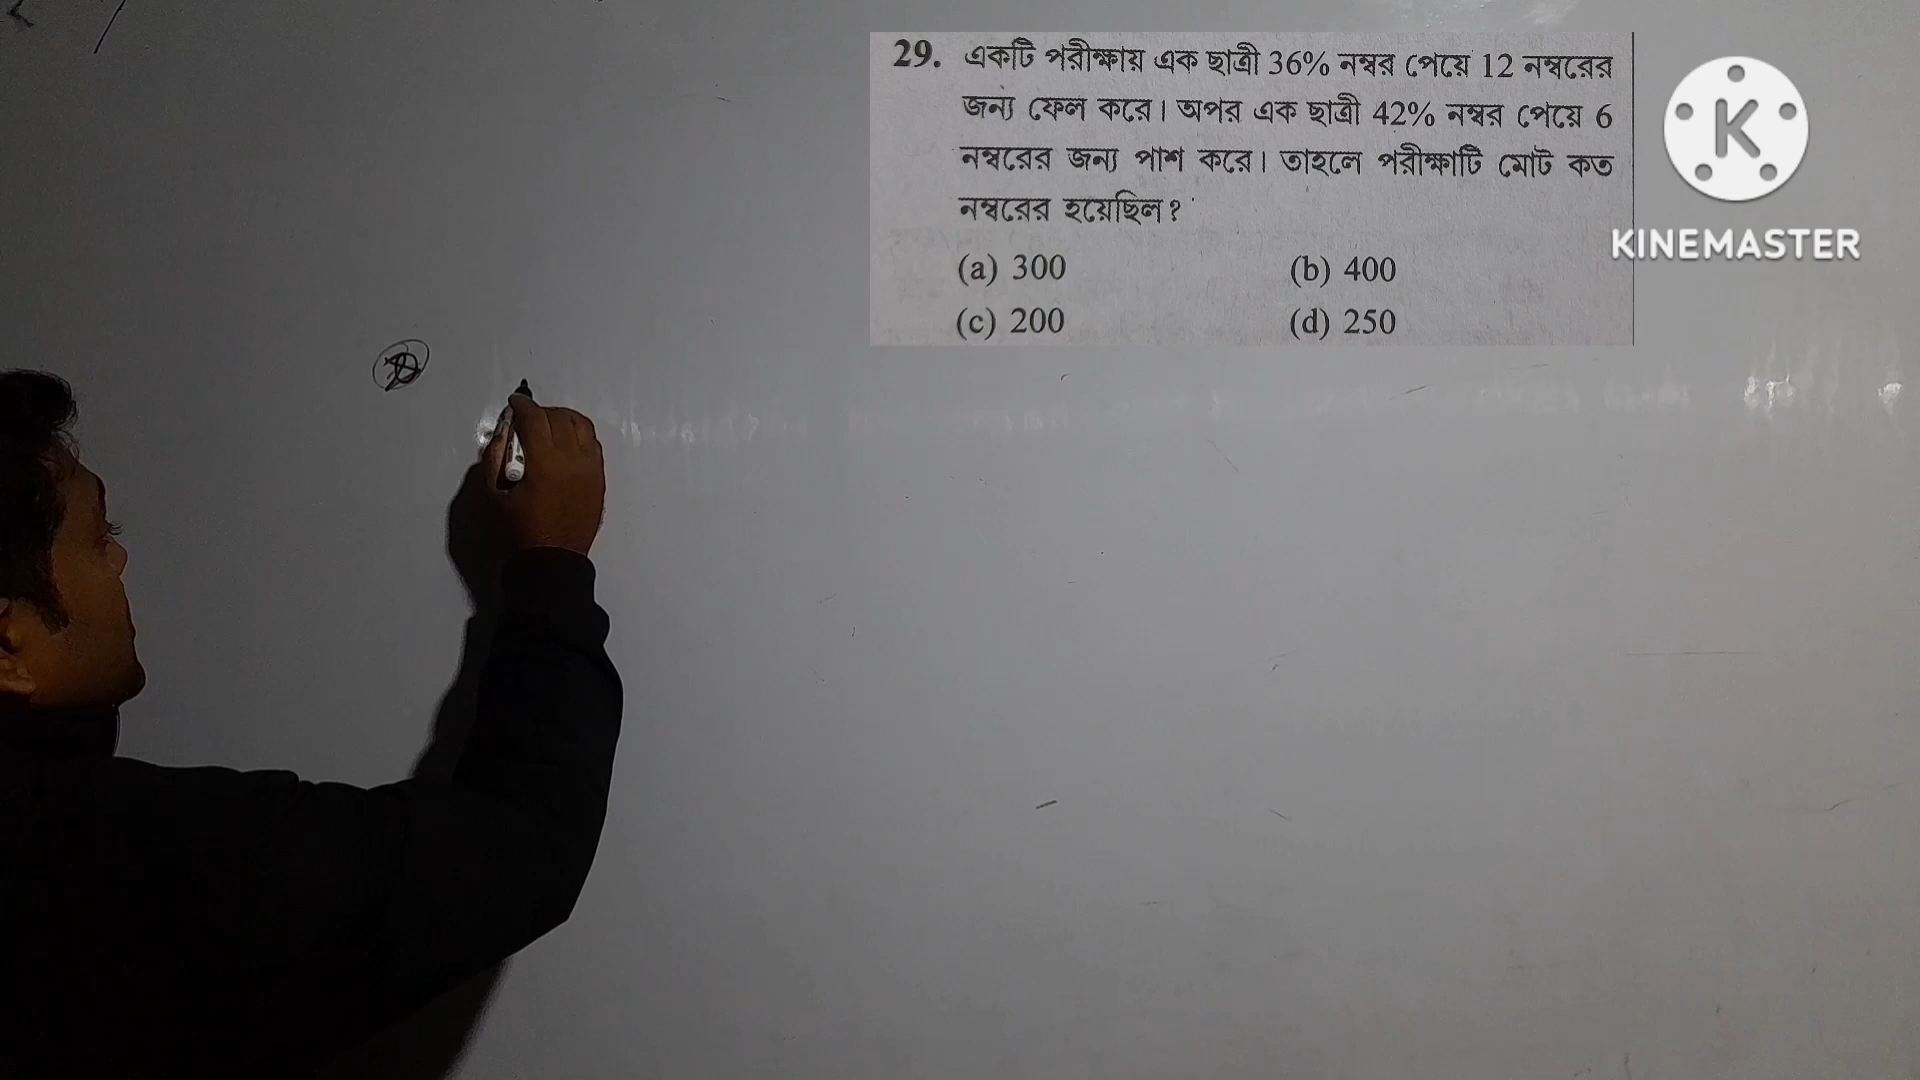 29. একটি পরীক্ষায় এক ছাত্রী 36% নম্বর পেয়ে 12 নম্বরের
জন্য ফেল করে। অপর এক ছাত্রী 42% নম্বর পেয়ে 6
নম্বরের জন্য পাশ করে। তাহলে পরীক্ষাটি মোট কত
নম্বরের হয়েছিল?
(a) 300 (b) 400
(c) 200 (d) 250
K
KINEMASTER